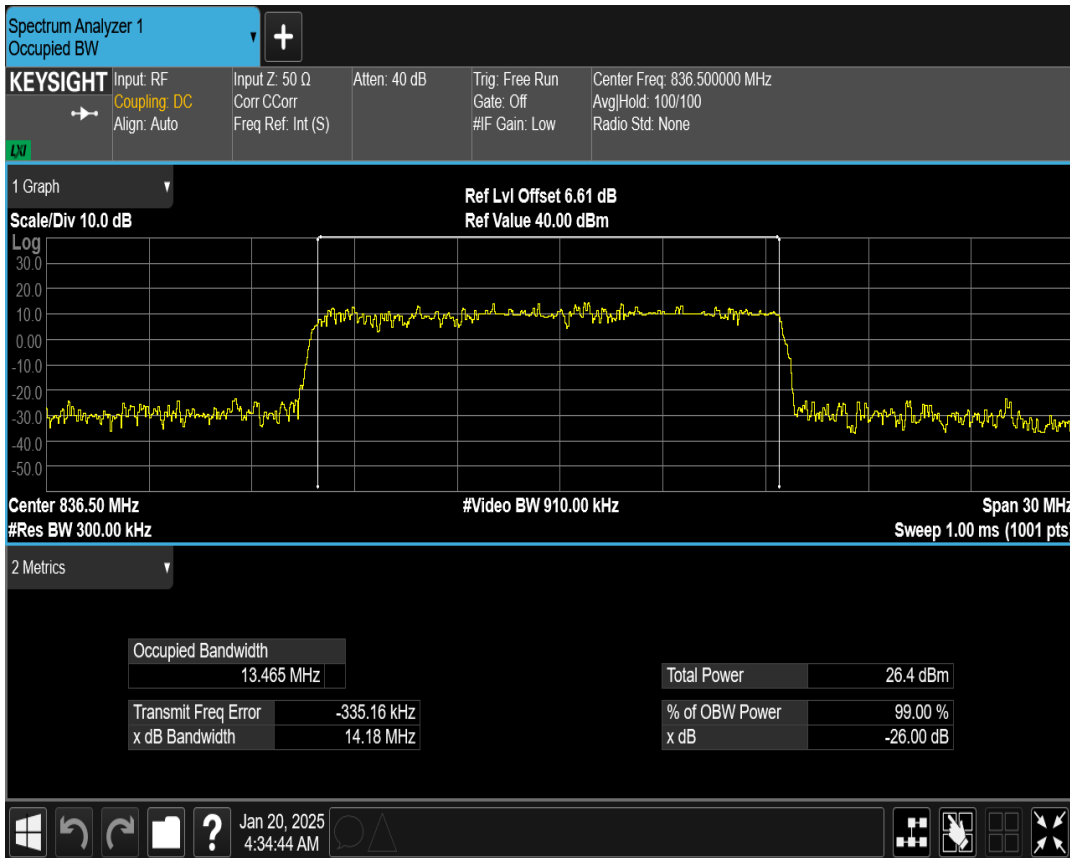 Spectrum Analyzer 1
Occupied BW
KEYSIGHT
LXI
Input: RF
Coupling: DC
Align: Auto
Input Z: 50 Ω
Corr CCorr
Freq Ref: Int (S)
Atten: 40 dB
Trig: Free Run
Gate: Off
#IF Gain: Low
Center Freq: 836.500000 MHz
Avg|Hold: 100/100
Radio Std: None
1 Graph
Scale/Div 10.0 dB
Ref Lvl Offset 6.61 dB
Ref Value 40.00 dBm
Log
30.0
20.0
10.0
0.00
-10.0
-20.0
-30.0
-40.0
-50.0
Center 836.50 MHz
#Res BW 300.00 kHz
#Video BW 910.00 kHz
Span 30 MHz
Sweep 1.00 ms (1001 pts)
2 Metrics
Occupied Bandwidth
13.465 MHz
Transmit Freq Error -335.16 kHz
x dB Bandwidth 14.18 MHz
Total Power 26.4 dBm
% of OBW Power 99.00 %
x dB -26.00 dB
?
Jan 20, 2025
4:34:44 AM